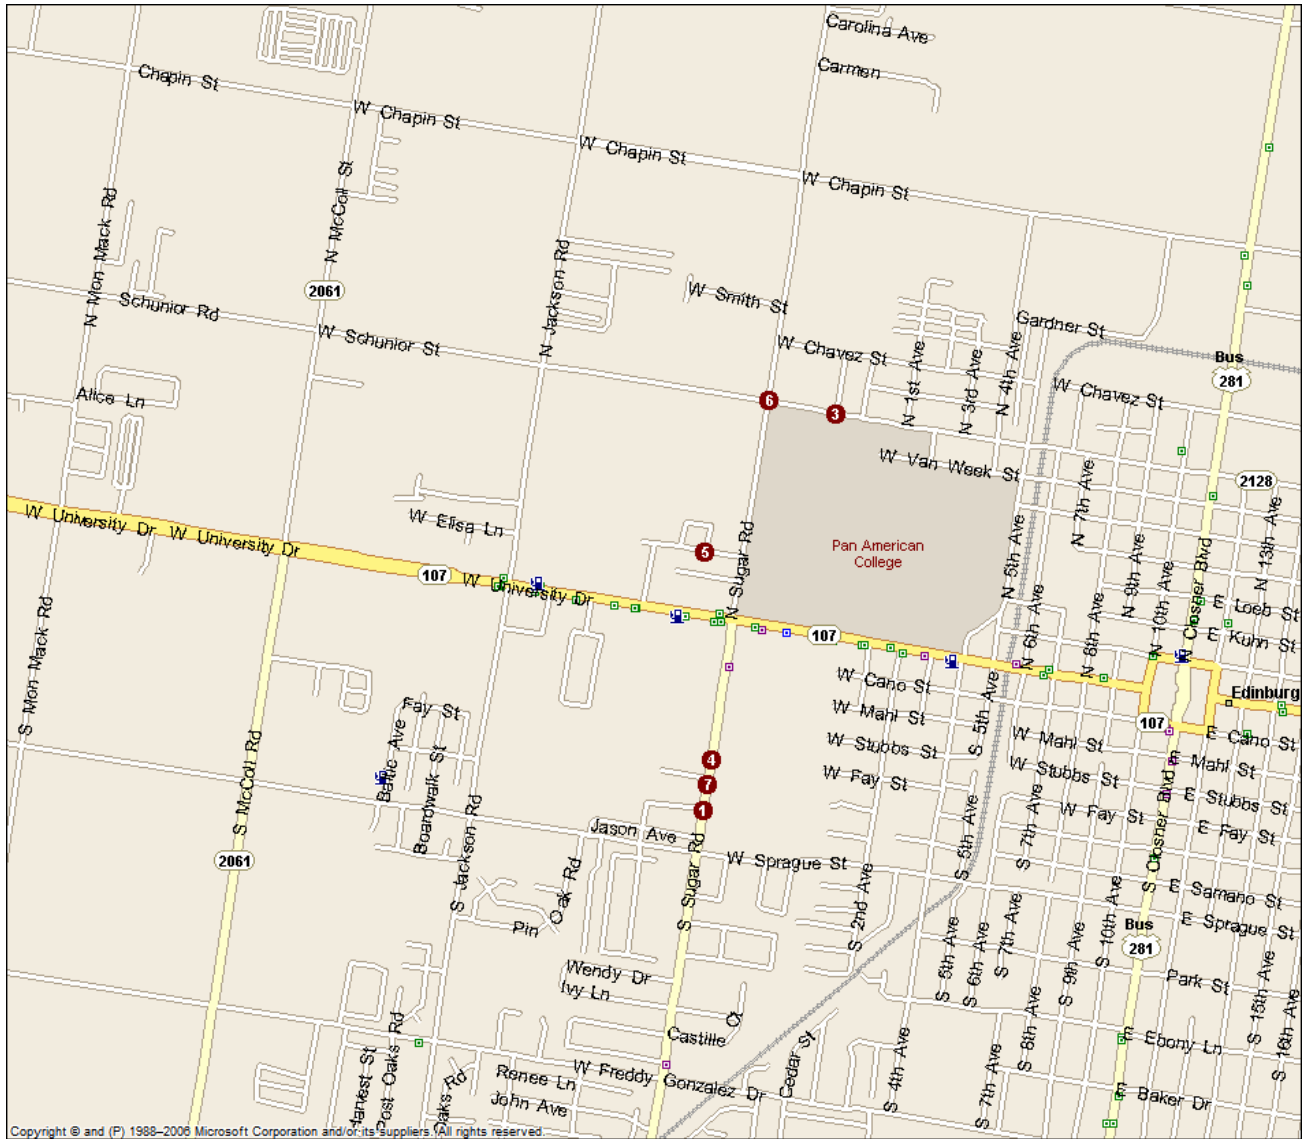 Carolina Ave
Carmen
Chapin St
W Chapin St
W Chapin St
W Chapin St
N Mon Mack Rd
N McColl St
N Jackson Rd
2061
Schunior Rd
W Schunior St
W Smith St
W Chavez St
Gardner St
N 1st Ave
N 3rd Ave
N 4th Ave
Bus
281
W Chavez St
Alice Ln
6
3
W Van Week St
2128
N 7th Ave
N 13th Ave
W University Dr
W University Dr
W Elisa Ln
5
N Sugar Rd
Pan American
College
N 5th Ave
N 9th Ave
N 10th Ave
N Closner Blvd
107
W University Dr
E Loeb St
E Kuhn St
107
N 6th Ave
N 8th Ave
S Mon Mack Rd
W Cano St
Edinburg
W Mahl St
107
S 5th Ave
E Cano St
Fay St
Baltic Ave
Boardwalk St
W Stubbs St
W Mahl St
E Mahl St
4
7
1
W Fay St
W Stubbs St
E Stubbs St
S McColl Rd
S Jackson Rd
W Fay St
E Fay St
Jason Ave
S Sugar Rd
W Sprague St
S 5th Ave
S 7th Ave
S Closner Blvd
2061
Oak Rd
Pin
S 2nd Ave
E Samano St
E Sprague St
S 10th Ave
Bus
281
S 5th Ave
S 6th Ave
S 7th Ave
S 9th Ave
Park St
Wendy Dr
Ivy Ln
Castille Ct
S 15th Ave
S 16th Ave
E Ebony Ln
Harvest St
Post Oaks Rd
Oaks Rd
Renee Ln
John Ave
W Freddy Gonzalez Dr
Cedar St
S 4th Ave
S 7th Ave
S 8th Ave
E Baker Dr
Copyright © and (P) 1988–2006 Microsoft Corporation and/or its suppliers. All rights reserved.